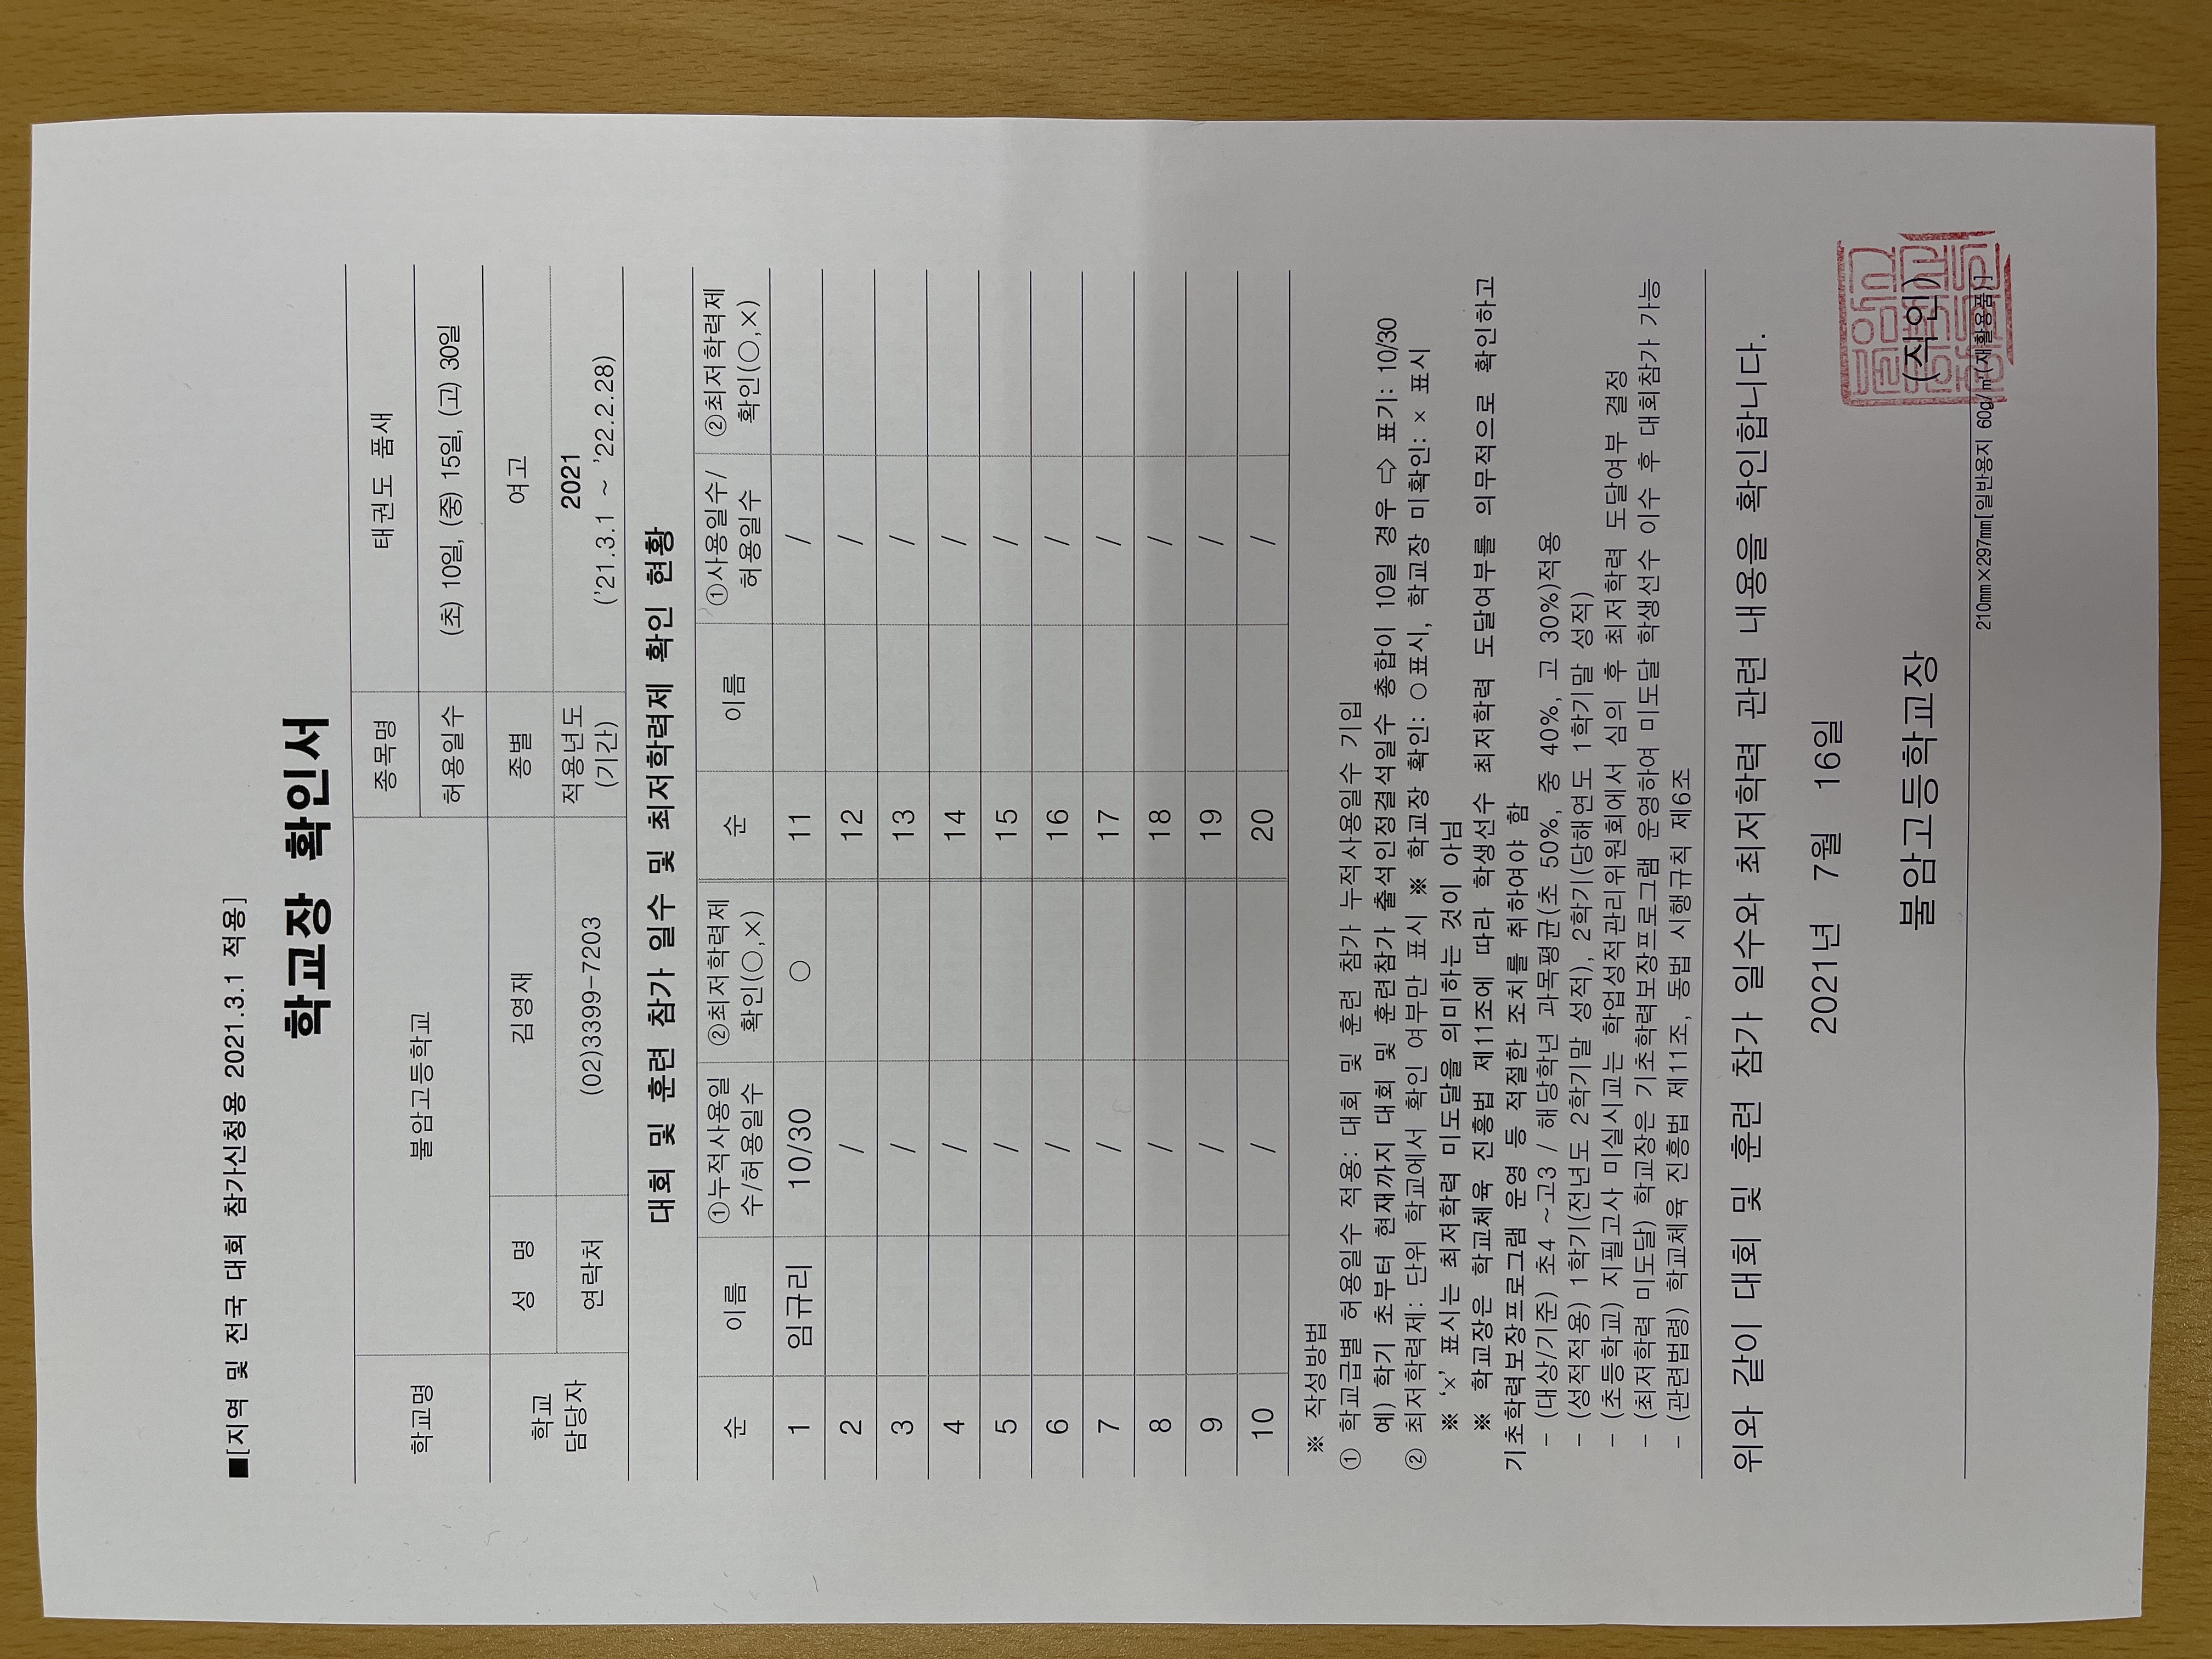 ■[지역 및 전국 대회 참가신청용 2021.3.1 적용]
학교장 확인서
학교명 불암고등학교 종목명 태권도 품새
허용일수 (초) 10일, (중) 15일, (고) 30일
학교 담당자 성 명 김영재 종별 여고
연락처 (02)3399-7203 적용년도 (기간) 2021 ('21.3.1 ~ '22.2.28)
대회 및 훈련 참가 일수 및 최저학력제 확인 현황
순 이름 ①누적사용일수/허용일수 ②최저학력제 확인(○,×) 순 이름 ①사용일수/허용일수 ②최저학력제 확인(○,×)
1 임규리 10/30 ○ 11 /
2 / 12 /
3 / 13 /
4 / 14 /
5 / 15 /
6 / 16 /
7 / 17 /
8 / 18 /
9 / 19 /
10 / 20 /
※ 작성방법
① 학교급별 허용일수 적용: 대회 및 훈련 참가 누적사용일수 기입
예) 학기 초부터 현재까지 대회 및 훈련참가 출석인정결석일수 총합이 10일 경우 ⇨ 표기: 10/30
② 최저학력제: 단위 학교에서 확인 여부만 표시 ※ 학교장 확인: ○표시, 학교장 미확인: × 표시
※ '×' 표시는 최저학력 미도달을 의미하는 것이 아님
※ 학교장은 학교체육 진흥법 제11조에 따라 학생선수 최저학력 도달여부를 의무적으로 확인하고
기초학력보장프로그램 운영 등 적절한 조치를 취하여야 함
- (대상/기준) 초4 ~고3 / 해당학년 과목평균(초 50%, 중 40%, 고 30%)적용
- (성적적용) 1학기(전년도 2학기말 성적), 2학기(당해연도 1학기말 성적)
- (초등학교) 지필고사 미실시교는 학업성적관리위원회에서 심의 후 최저학력 도달여부 결정
- (최저학력 미도달) 학교장은 기초학력보장프로그램 운영하여 미도달 학생선수 이수 후 대회참가 가능
- (관련법령) 학교체육 진흥법 제11조, 동법 시행규칙 제6조
위와 같이 대회 및 훈련 참가 일수와 최저학력 관련 내용을 확인합니다.
2021년 7월 16일
불암고등학교장 (직인)
210㎜×297㎜[일반용지 60g/㎡(재활용품)]